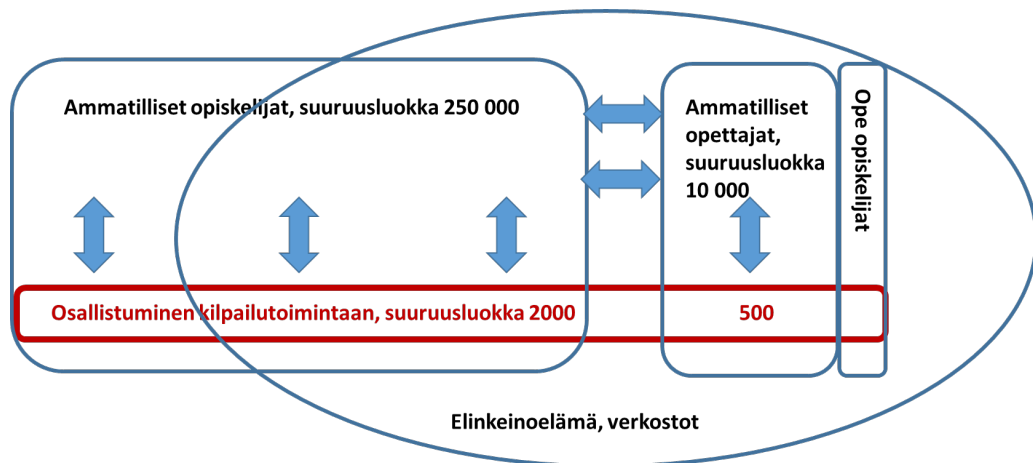 Ammatilliset opiskelijat, suuruusluokka 250 000
Ammatilliset
opettajat,
suuruusluokka
10 000
Ope opiskelijat
Osallistuminen kilpailutoimintaan, suuruusluokka 2000
500
Elinkeinoelämä, verkostot